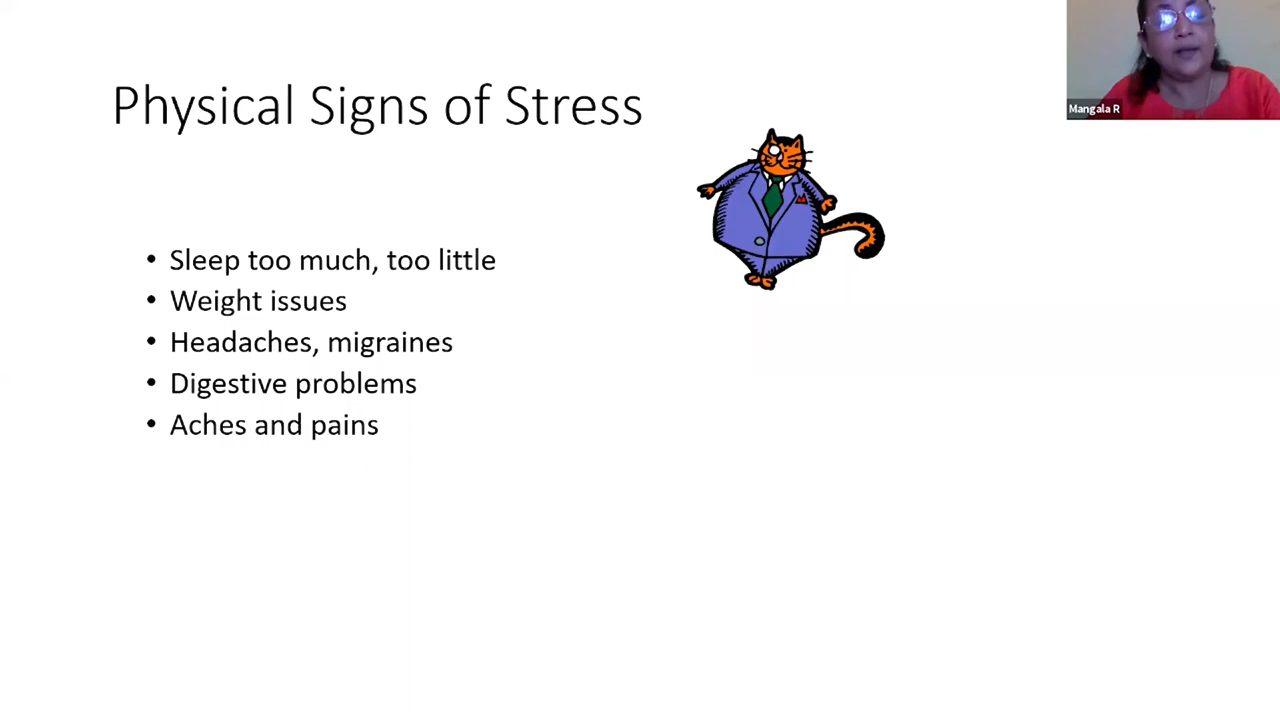 Physical Signs of Stress
Mangala R
• Sleep too much, too little
• Weight issues
• Headaches, migraines
• Digestive problems
• Aches and pains